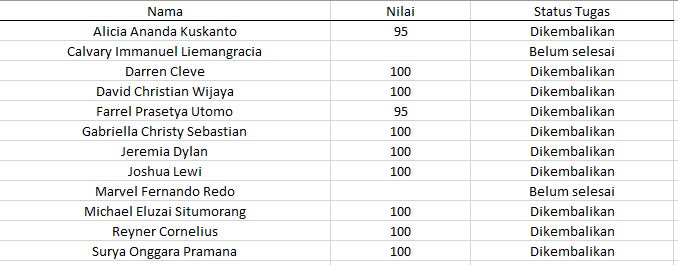 Nama Nilai Status Tugas
Alicia Ananda Kuskanto 95 Dikembalikan
Calvary Immanuel Liemangracia Belum selesai
Darren Cleve 100 Dikembalikan
David Christian Wijaya 100 Dikembalikan
Farrel Prasetya Utomo 95 Dikembalikan
Gabriella Christy Sebastian 100 Dikembalikan
Jeremia Dylan 100 Dikembalikan
Joshua Lewi 100 Dikembalikan
Marvel Fernando Redo Belum selesai
Michael Eluzai Situmorang 100 Dikembalikan
Reyner Cornelius 100 Dikembalikan
Surya Onggara Pramana 100 Dikembalikan